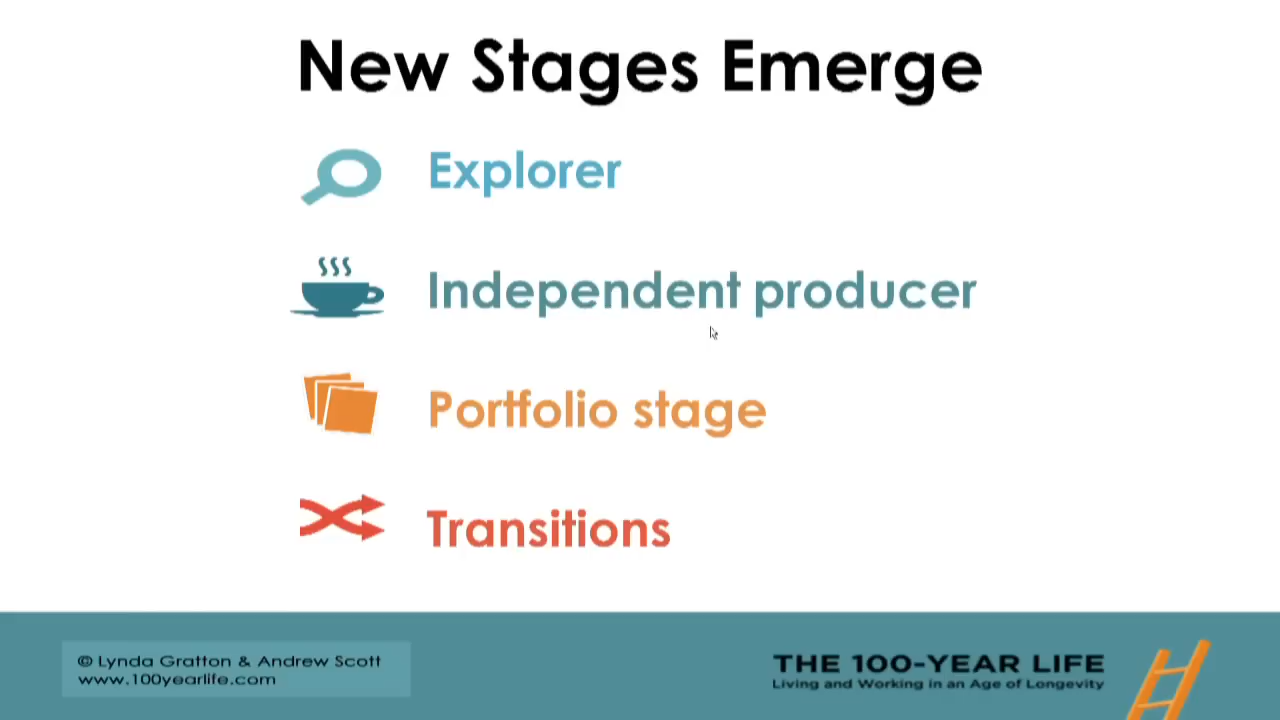 New Stages Emerge
Explorer
Independent producer
Portfolio stage
Transitions
© Lynda Gratton & Andrew Scott
www.100yearlife.com
THE 100-YEAR LIFE
Living and Working in an Age of Longevity